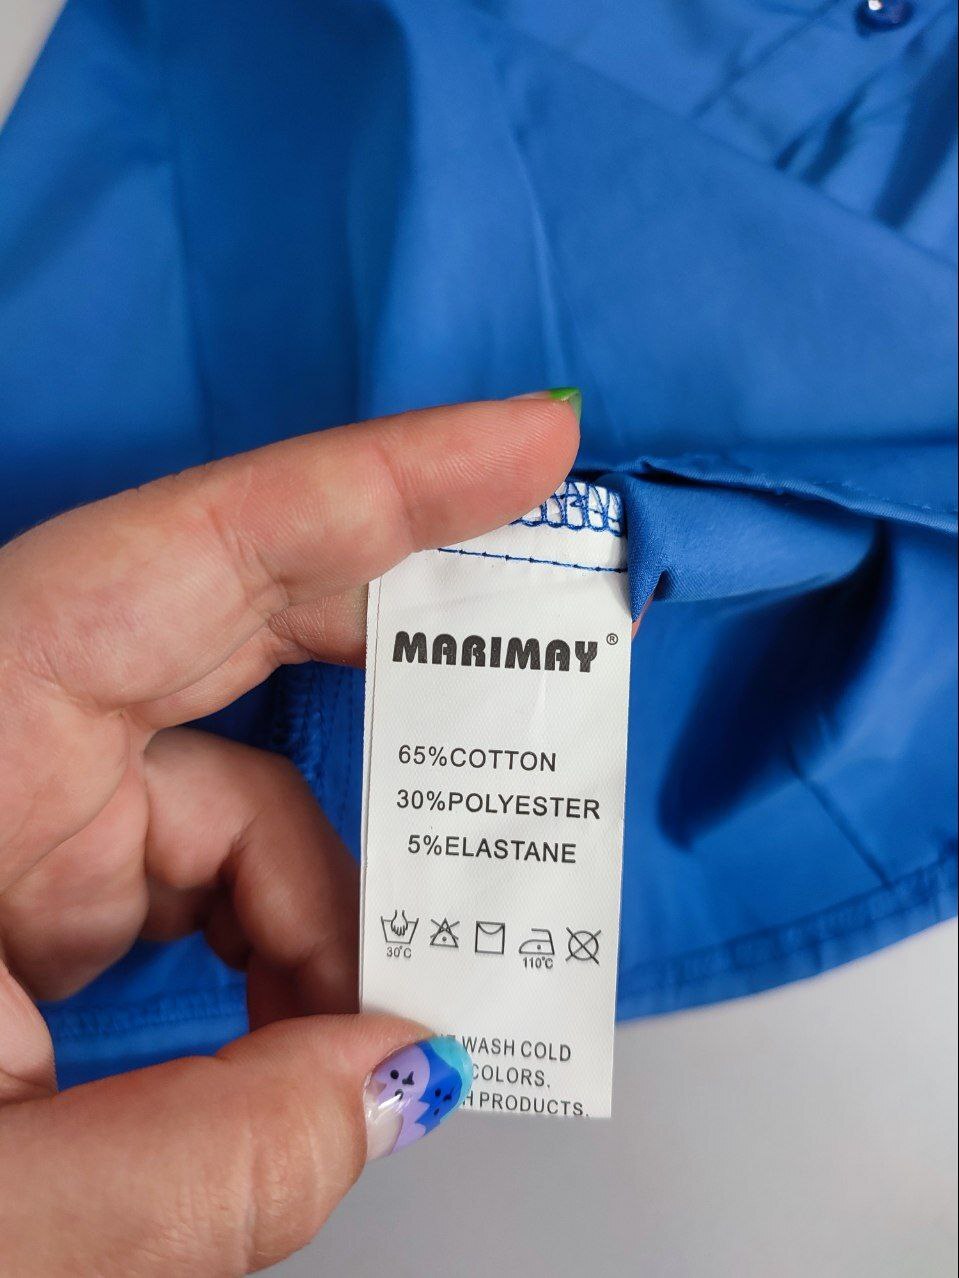 MARIMAY®
65%COTTON
30%POLYESTER
5%ELASTANE
30°C
110°C
WASH COLD
COLORS.
PRODUCTS.